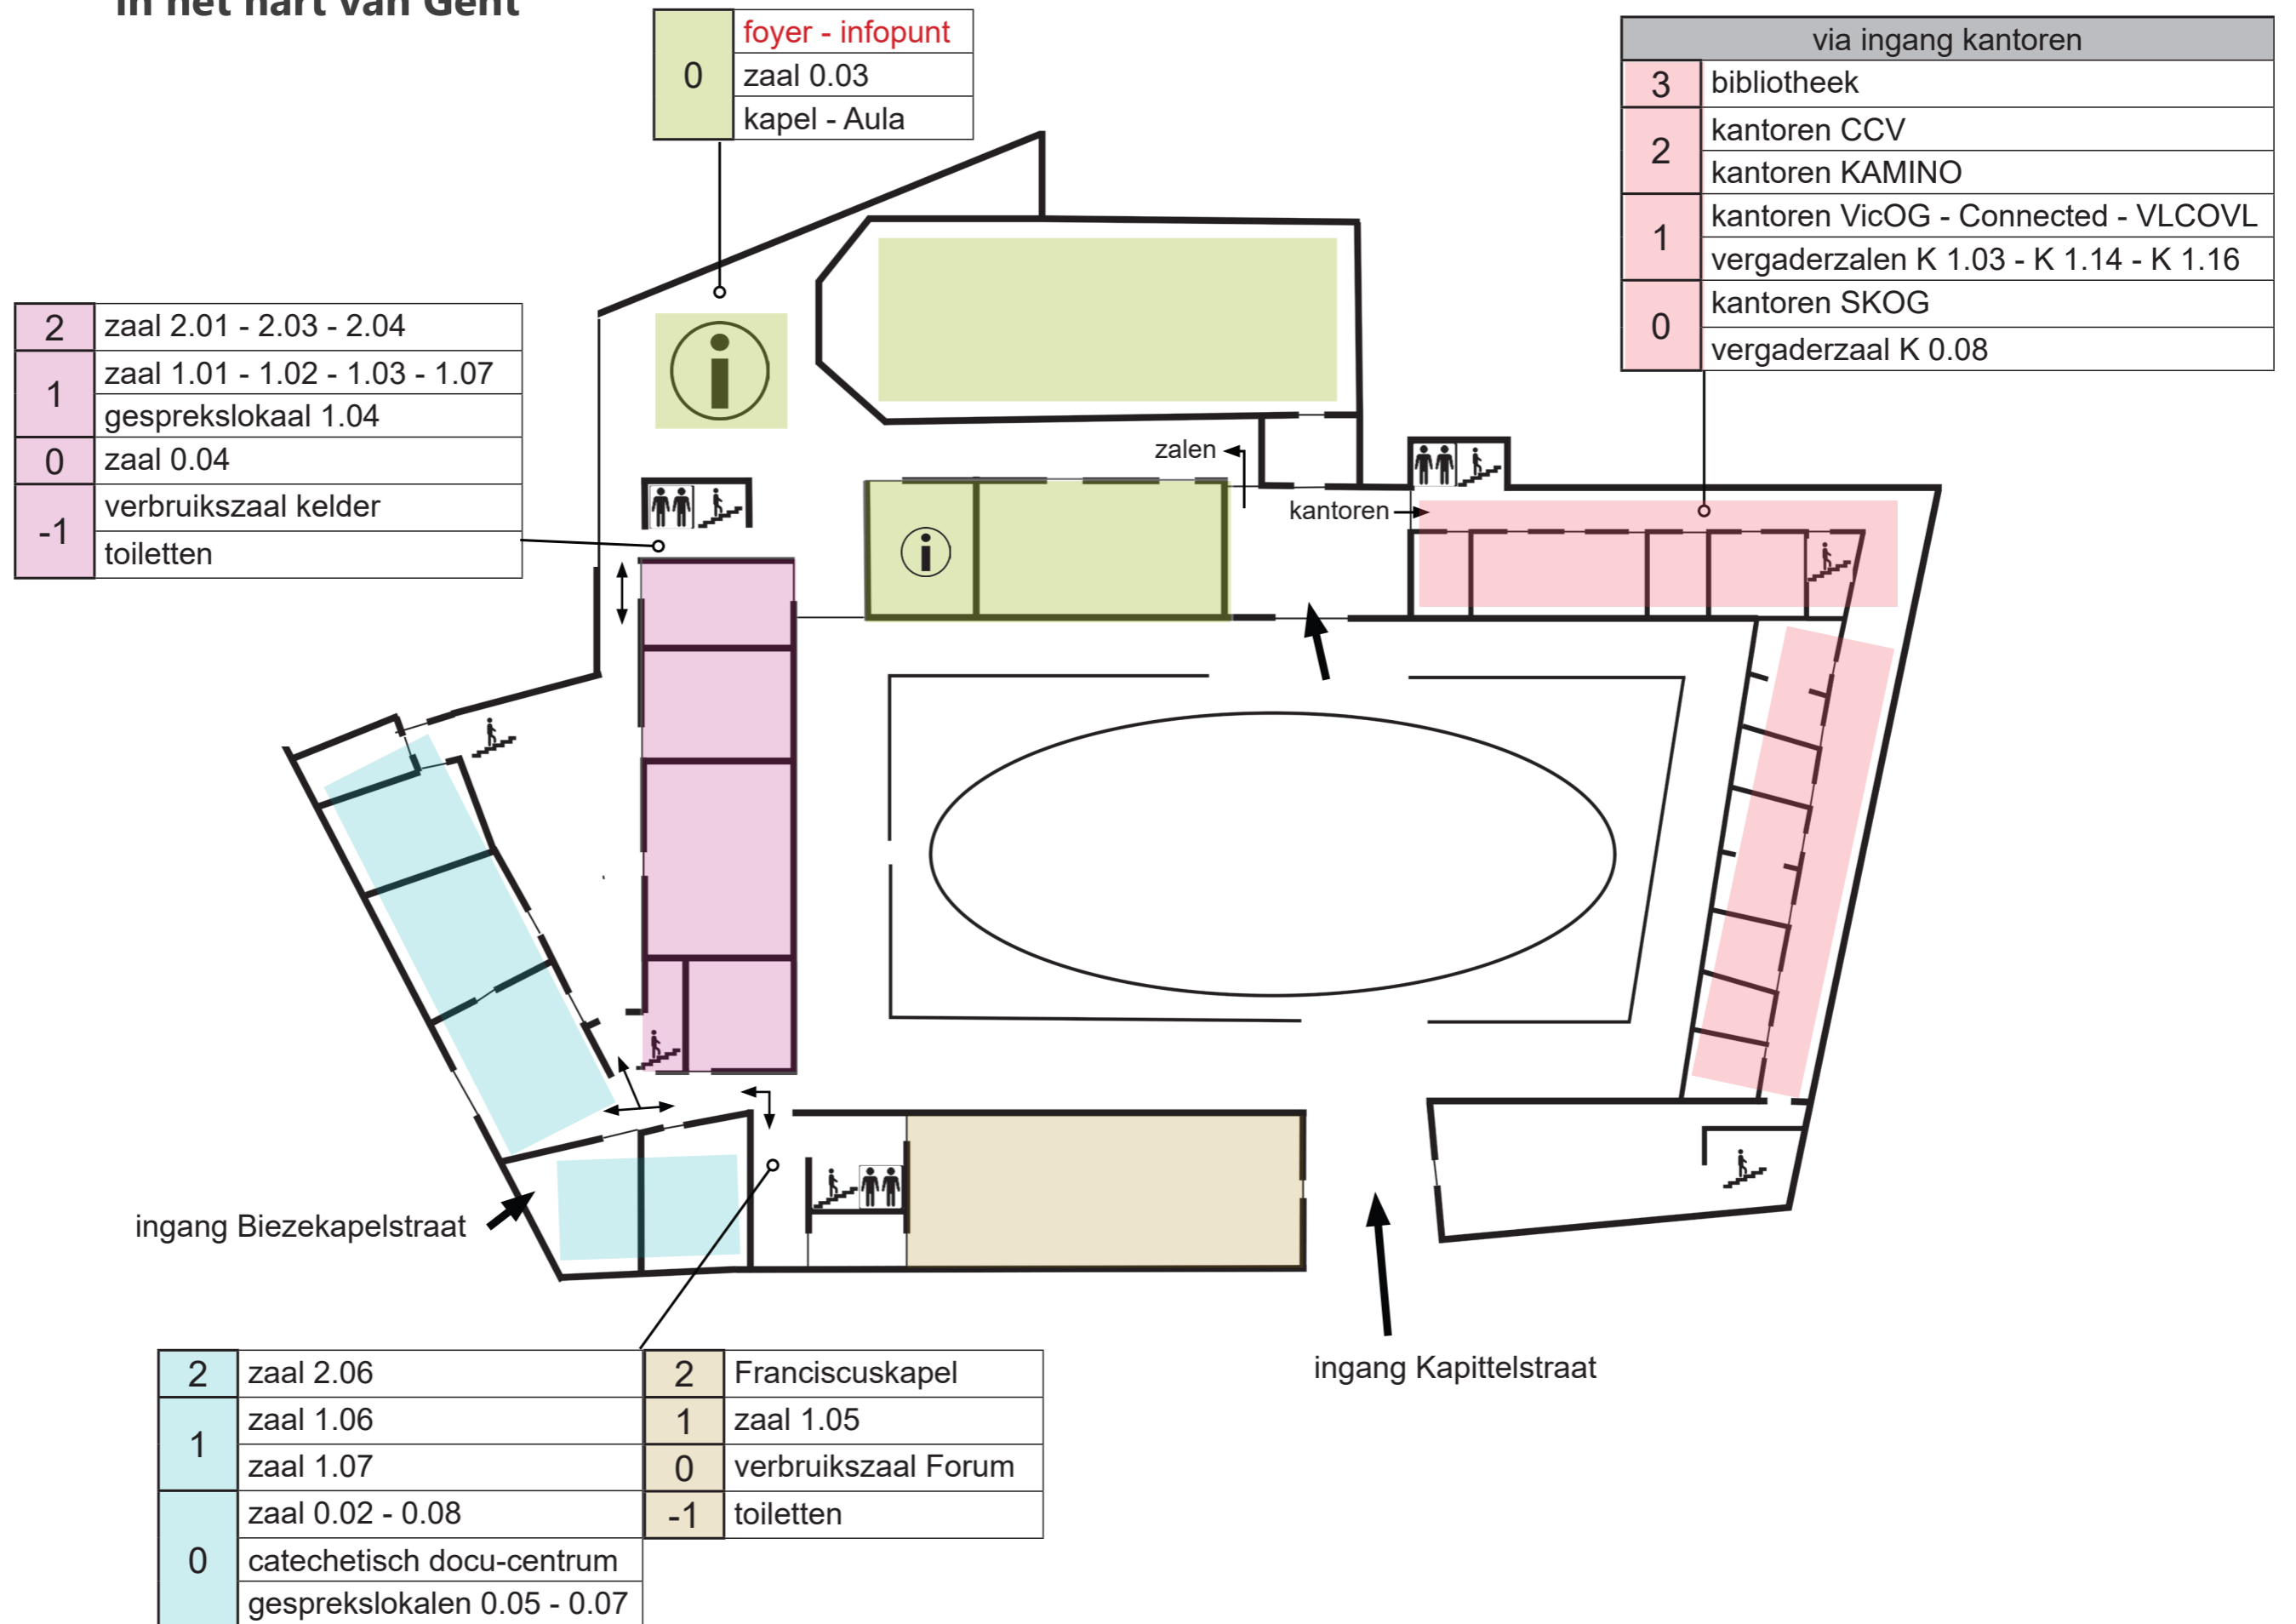 in het hart van Gent
0
foyer - infopunt
zaal 0.03
kapel - Aula
via ingang kantoren
3
bibliotheek
2
kantoren CCV
kantoren KAMINO
1
kantoren VicOG - Connected - VLCOVL
vergaderzalen K 1.03 - K 1.14 - K 1.16
0
kantoren SKOG
vergaderzaal K 0.08
2
zaal 2.01 - 2.03 - 2.04
1
zaal 1.01 - 1.02 - 1.03 - 1.07
gesprekslokaal 1.04
0
zaal 0.04
-1
verbruikszaal kelder
toiletten
i
zalen
kantoren
i
ingang Biezekapelstraat
ingang Kapittelstraat
2
zaal 2.06
1
zaal 1.06
zaal 1.07
0
zaal 0.02 - 0.08
catechetisch docu-centrum
gesprekslokalen 0.05 - 0.07
2
Franciscuskapel
1
zaal 1.05
0
verbruikszaal Forum
-1
toiletten